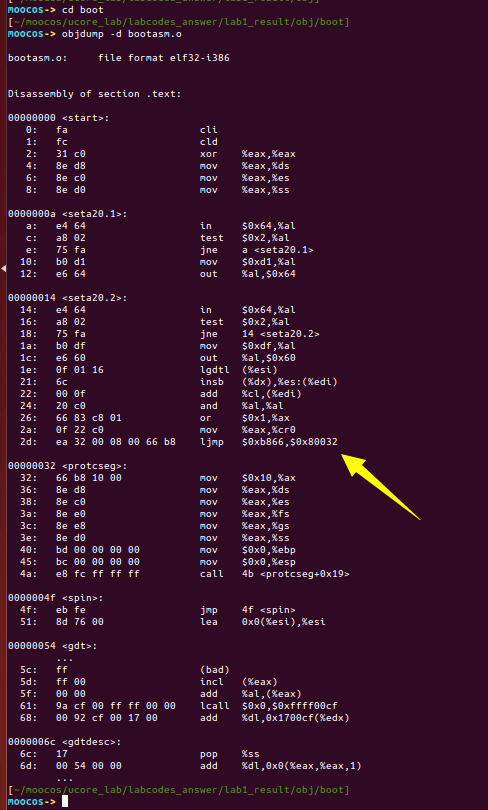 moocos-> cd boot
[~/moocos/ucore_lab/labcodes_answer/lab1_result/obj/boot]
moocos-> objdump -d bootasm.o
bootasm.o:     file format elf32-i386
Disassembly of section .text:
00000000 <start>:
   0:   fa                      cli
   1:   fc                      cld
   2:   31 c0                   xor    %eax,%eax
   4:   8e d8                   mov    %eax,%ds
   6:   8e c0                   mov    %eax,%es
   8:   8e d0                   mov    %eax,%ss
0000000a <seta20.1>:
   a:   e4 64                   in     $0x64,%al
   c:   a8 02                   test   $0x2,%al
   e:   75 fa                   jne    a <seta20.1>
  10:   b0 d1                   mov    $0xd1,%al
  12:   e6 64                   out    %al,$0x64
00000014 <seta20.2>:
  14:   e4 64                   in     $0x64,%al
  16:   a8 02                   test   $0x2,%al
  18:   75 fa                   jne    14 <seta20.2>
  1a:   b0 df                   mov    $0xdf,%al
  1c:   e6 60                   out    %al,$0x60
  1e:   0f 01 16                lgdtl  (%esi)
  21:   6c                      insb   (%dx),%es:(%edi)
  22:   00 0f                   add    %cl,(%edi)
  24:   20 c0                   and    %al,%al
  26:   66 83 c8 01             or     $0x1,%ax
  2a:   0f 22 c0                mov    %eax,%cr0
  2d:   ea 32 00 08 00 66 b8    ljmp   $0xb866,$0x80032
00000032 <protcseg>:
  32:   66 b8 10 00             mov    $0x10,%ax
  36:   8e d8                   mov    %eax,%ds
  38:   8e c0                   mov    %eax,%es
  3a:   8e e0                   mov    %eax,%fs
  3c:   8e e8                   mov    %eax,%gs
  3e:   8e d0                   mov    %eax,%ss
  40:   bd 00 00 00 00          mov    $0x0,%ebp
  45:   bc 00 00 00 00          mov    $0x0,%esp
  4a:   e8 fc ff ff ff          call   4b <protcseg+0x19>
0000004f <spin>:
  4f:   eb fe                   jmp    4f <spin>
  51:   8d 76 00                lea    0x0(%esi),%esi
00000054 <gdt>:
        ...
  5c:   ff                      (bad)
  5d:   ff 00                   incl   (%eax)
  5f:   00 00                   add    %al,(%eax)
  61:   9a cf 00 ff ff 00 00    lcall  $0x0,$0xffff00cf
  68:   00 92 cf 00 17 00       add    %dl,0x1700cf(%edx)
0000006c <gdtdesc>:
  6c:   17                      pop    %ss
  6d:   00 54 00 00             add    %dl,0x0(%eax,%eax,1)
        ...
[~/moocos/ucore_lab/labcodes_answer/lab1_result/obj/boot]
moocos->